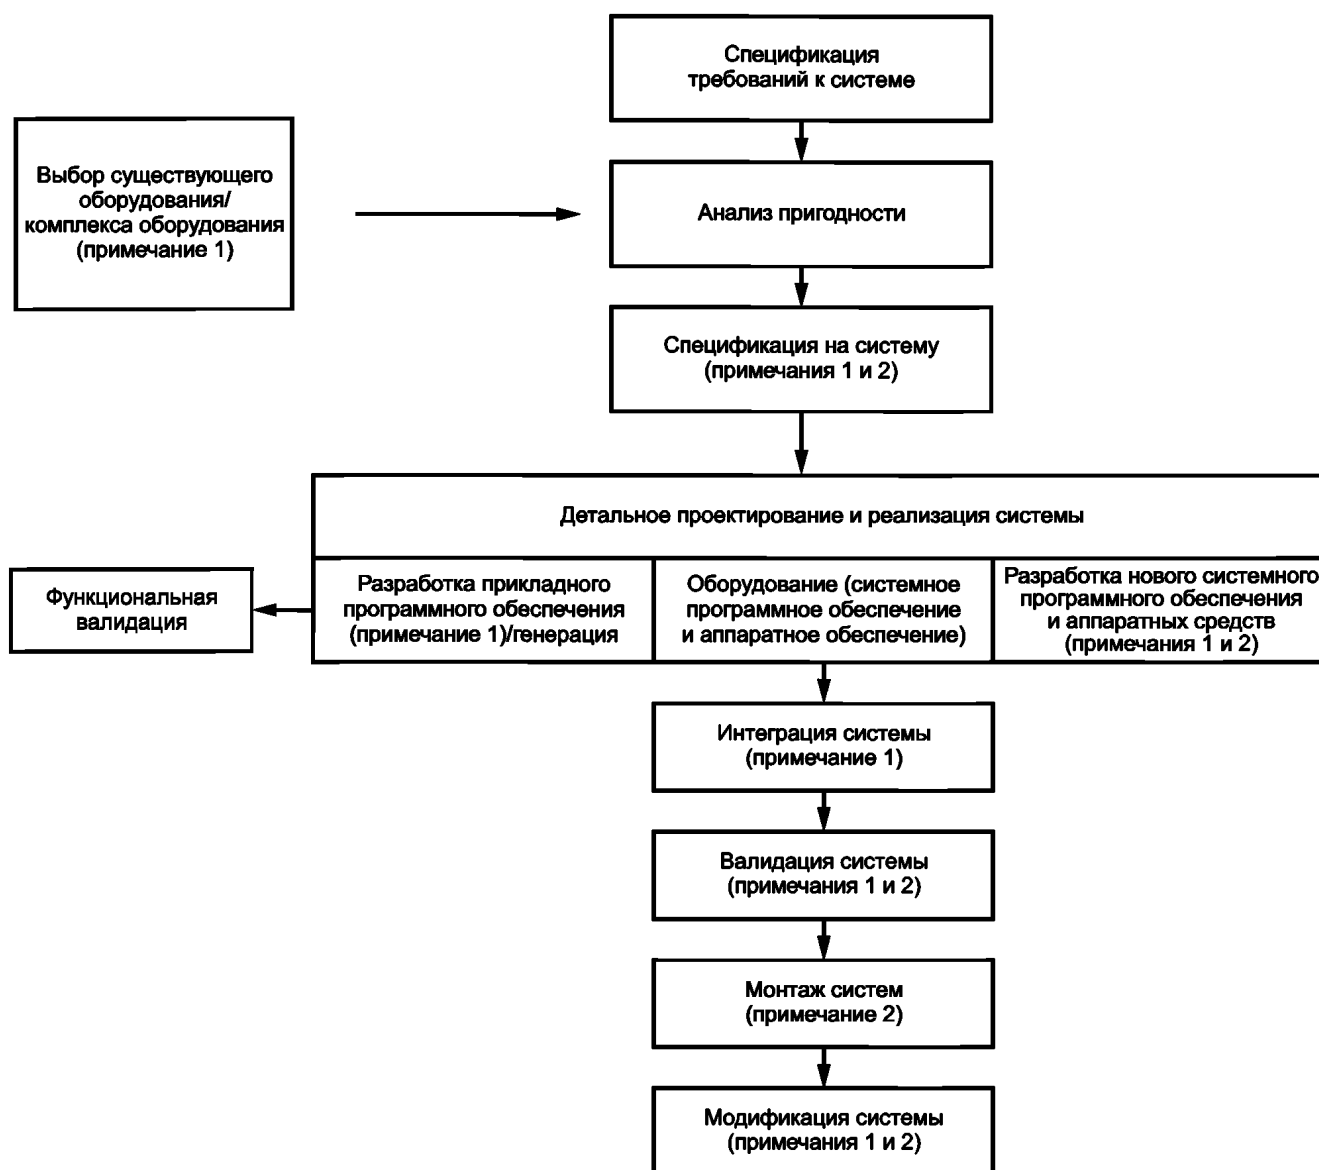 Спецификация
требований к системе
Выбор существующего
оборудования/
комплекса оборудования
(примечание 1)
Анализ пригодности
Спецификация на систему
(примечания 1 и 2)
Детальное проектирование и реализация системы
Функциональная
валидация
Разработка прикладного
программного обеспечения
(примечание 1)/генерация
Оборудование (системное
программное обеспечение
и аппаратное обеспечение)
Разработка нового системного
программного обеспечения
и аппаратных средств
(примечания 1 и 2)
Интеграция системы
(примечание 1)
Валидация системы
(примечания 1 и 2)
Монтаж систем
(примечание 2)
Модификация системы
(примечания 1 и 2)